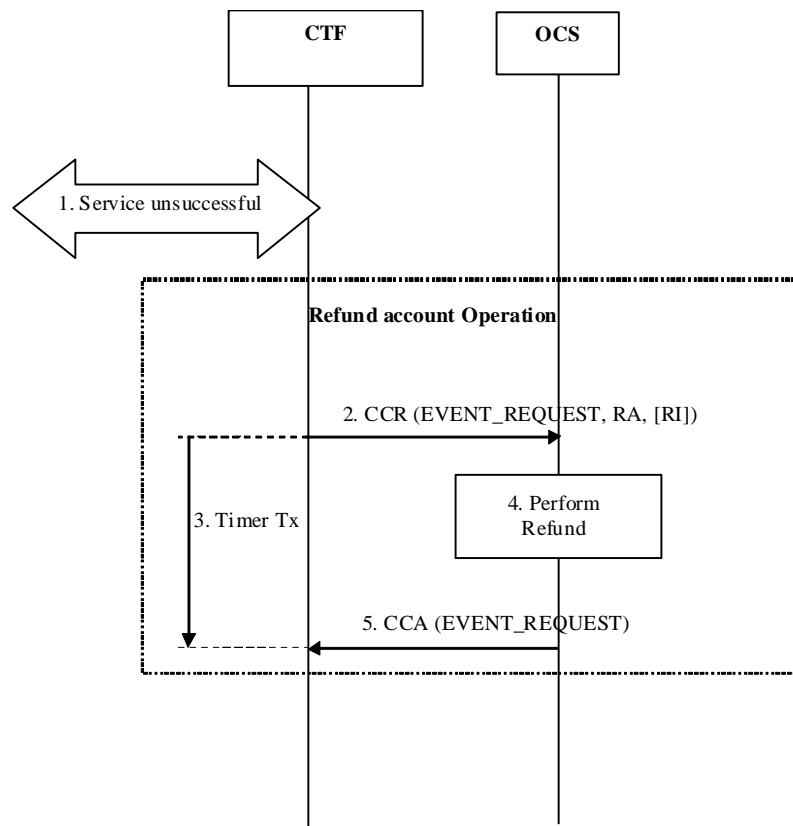 CTF
OCS
1. Service unsuccessful
Refund account Operation
2. CCR (EVENT_REQUEST, RA, [RI])
3. Timer Tx
4. Perform
Refund
5. CCA (EVENT_REQUEST)